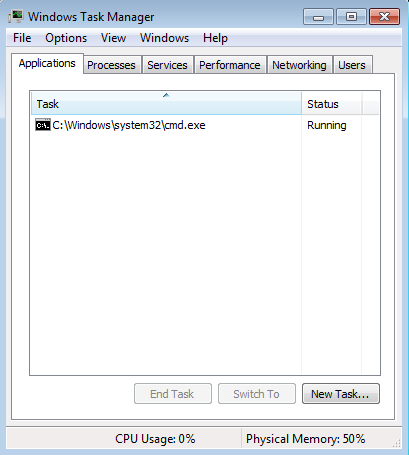 Windows Task Manager
File Options View Windows Help
Applications Processes Services Performance Networking Users
Task Status
C:\Windows\system32\cmd.exe Running
End Task Switch To New Task...
CPU Usage: 0% Physical Memory: 50%